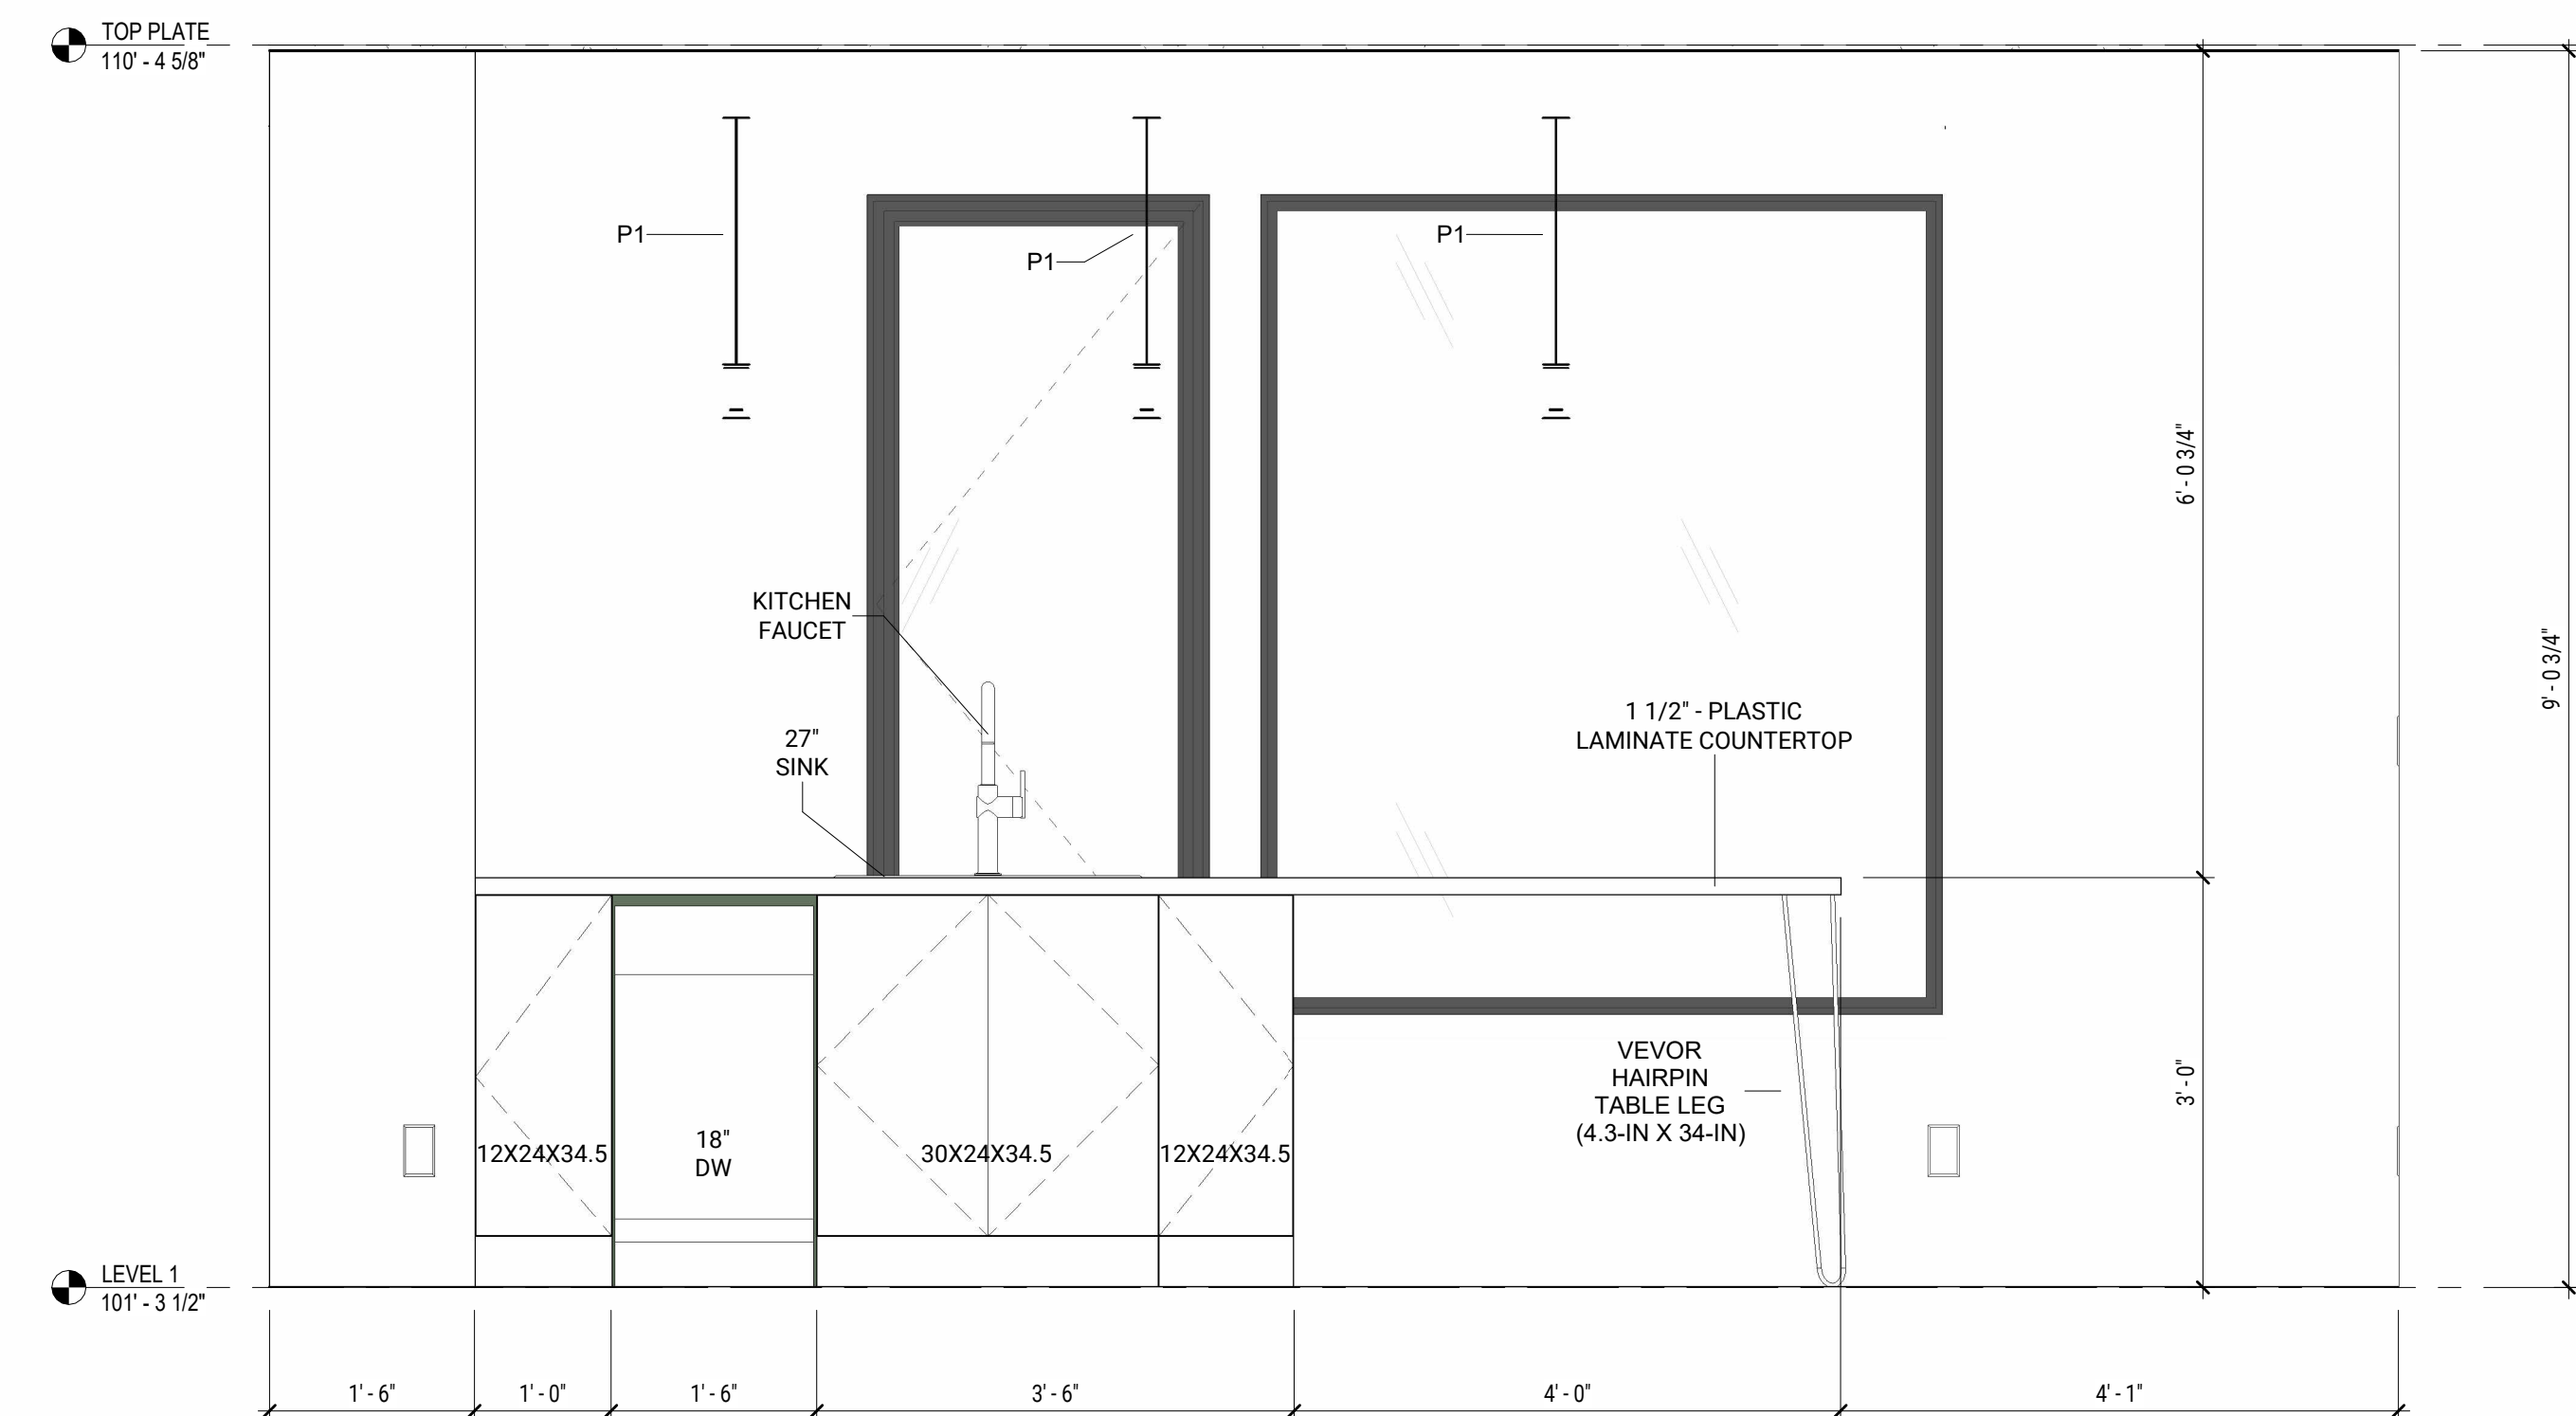 TOP PLATE
110' - 4 5/8"
P1
P1
P1
6' - 0 3/4"
9' - 0 3/4"
KITCHEN
FAUCET
27"
SINK
1 1/2" - PLASTIC
LAMINATE COUNTERTOP
VEVOR
HAIRPIN
TABLE LEG
(4.3-IN X 34-IN)
3' - 0"
12X24X34.5
18"
DW
30X24X34.5
12X24X34.5
LEVEL 1
101' - 3 1/2"
1' - 6"
1' - 0"
1' - 6"
3' - 6"
4' - 0"
4' - 1"